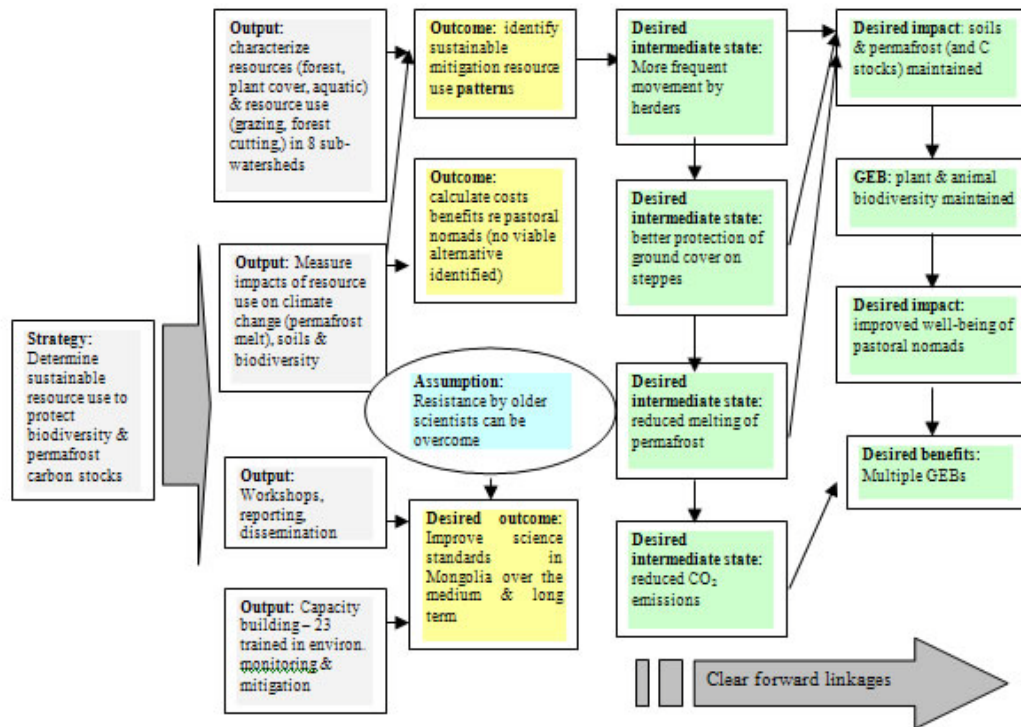 Strategy:
Determine
sustainable
resource use to
protect
biodiversity &
permafrost
carbon stocks
Output:
characterize
resources (forest,
plant cover, aquatic)
& resource use
(grazing, forest
cutting,) in 8 sub-
watersheds
Output: Measure
impacts of resource
use on climate
change (permafrost
melt), soils &
biodiversity
Output:
Workshops,
reporting,
dissemination
Output: Capacity
building – 23
trained in environ.
monitoring &
mitigation
Outcome: identify
sustainable
mitigation resource
use patterns
Outcome:
calculate costs
benefits re pastoral
nomads (no viable
alternative
identified)
Assumption:
Resistance by older
scientists can be
overcome
Desired outcome:
Improve science
standards in
Mongolia over the
medium & long
term
Desired
intermediate state:
More frequent
movement by
herders
Desired
intermediate state:
better protection of
ground cover on
steppes
Desired
intermediate state:
reduced melting of
permafrost
Desired
intermediate state:
reduced CO₂
emissions
Desired impact: soils
& permafrost (and C
stocks) maintained
GEB: plant & animal
biodiversity maintained
Desired impact:
improved well-being of
pastoral nomads
Desired benefits:
Multiple GEBs
Clear forward linkages